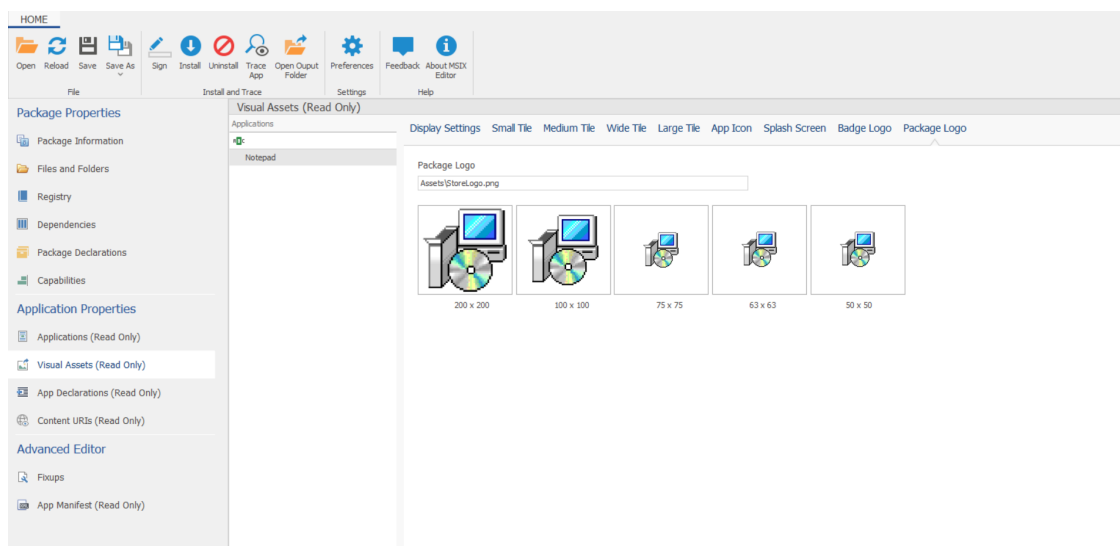 HOME
Open Reload Save Save As Sign Install Uninstall Trace App Open Ouput Folder Preferences Feedback About MSIX Editor
File Install and Trace Settings Help
Package Properties
Package Information
Files and Folders
Registry
Dependencies
Package Declarations
Capabilities
Application Properties
Applications (Read Only)
Visual Assets (Read Only)
App Declarations (Read Only)
Content URIs (Read Only)
Advanced Editor
Fixups
App Manifest (Read Only)
Visual Assets (Read Only)
Applications
Notepad
Display Settings Small Tile Medium Tile Wide Tile Large Tile App Icon Splash Screen Badge Logo Package Logo
Package Logo
Assets\StoreLogo.png
200 x 200 100 x 100 75 x 75 63 x 63 50 x 50